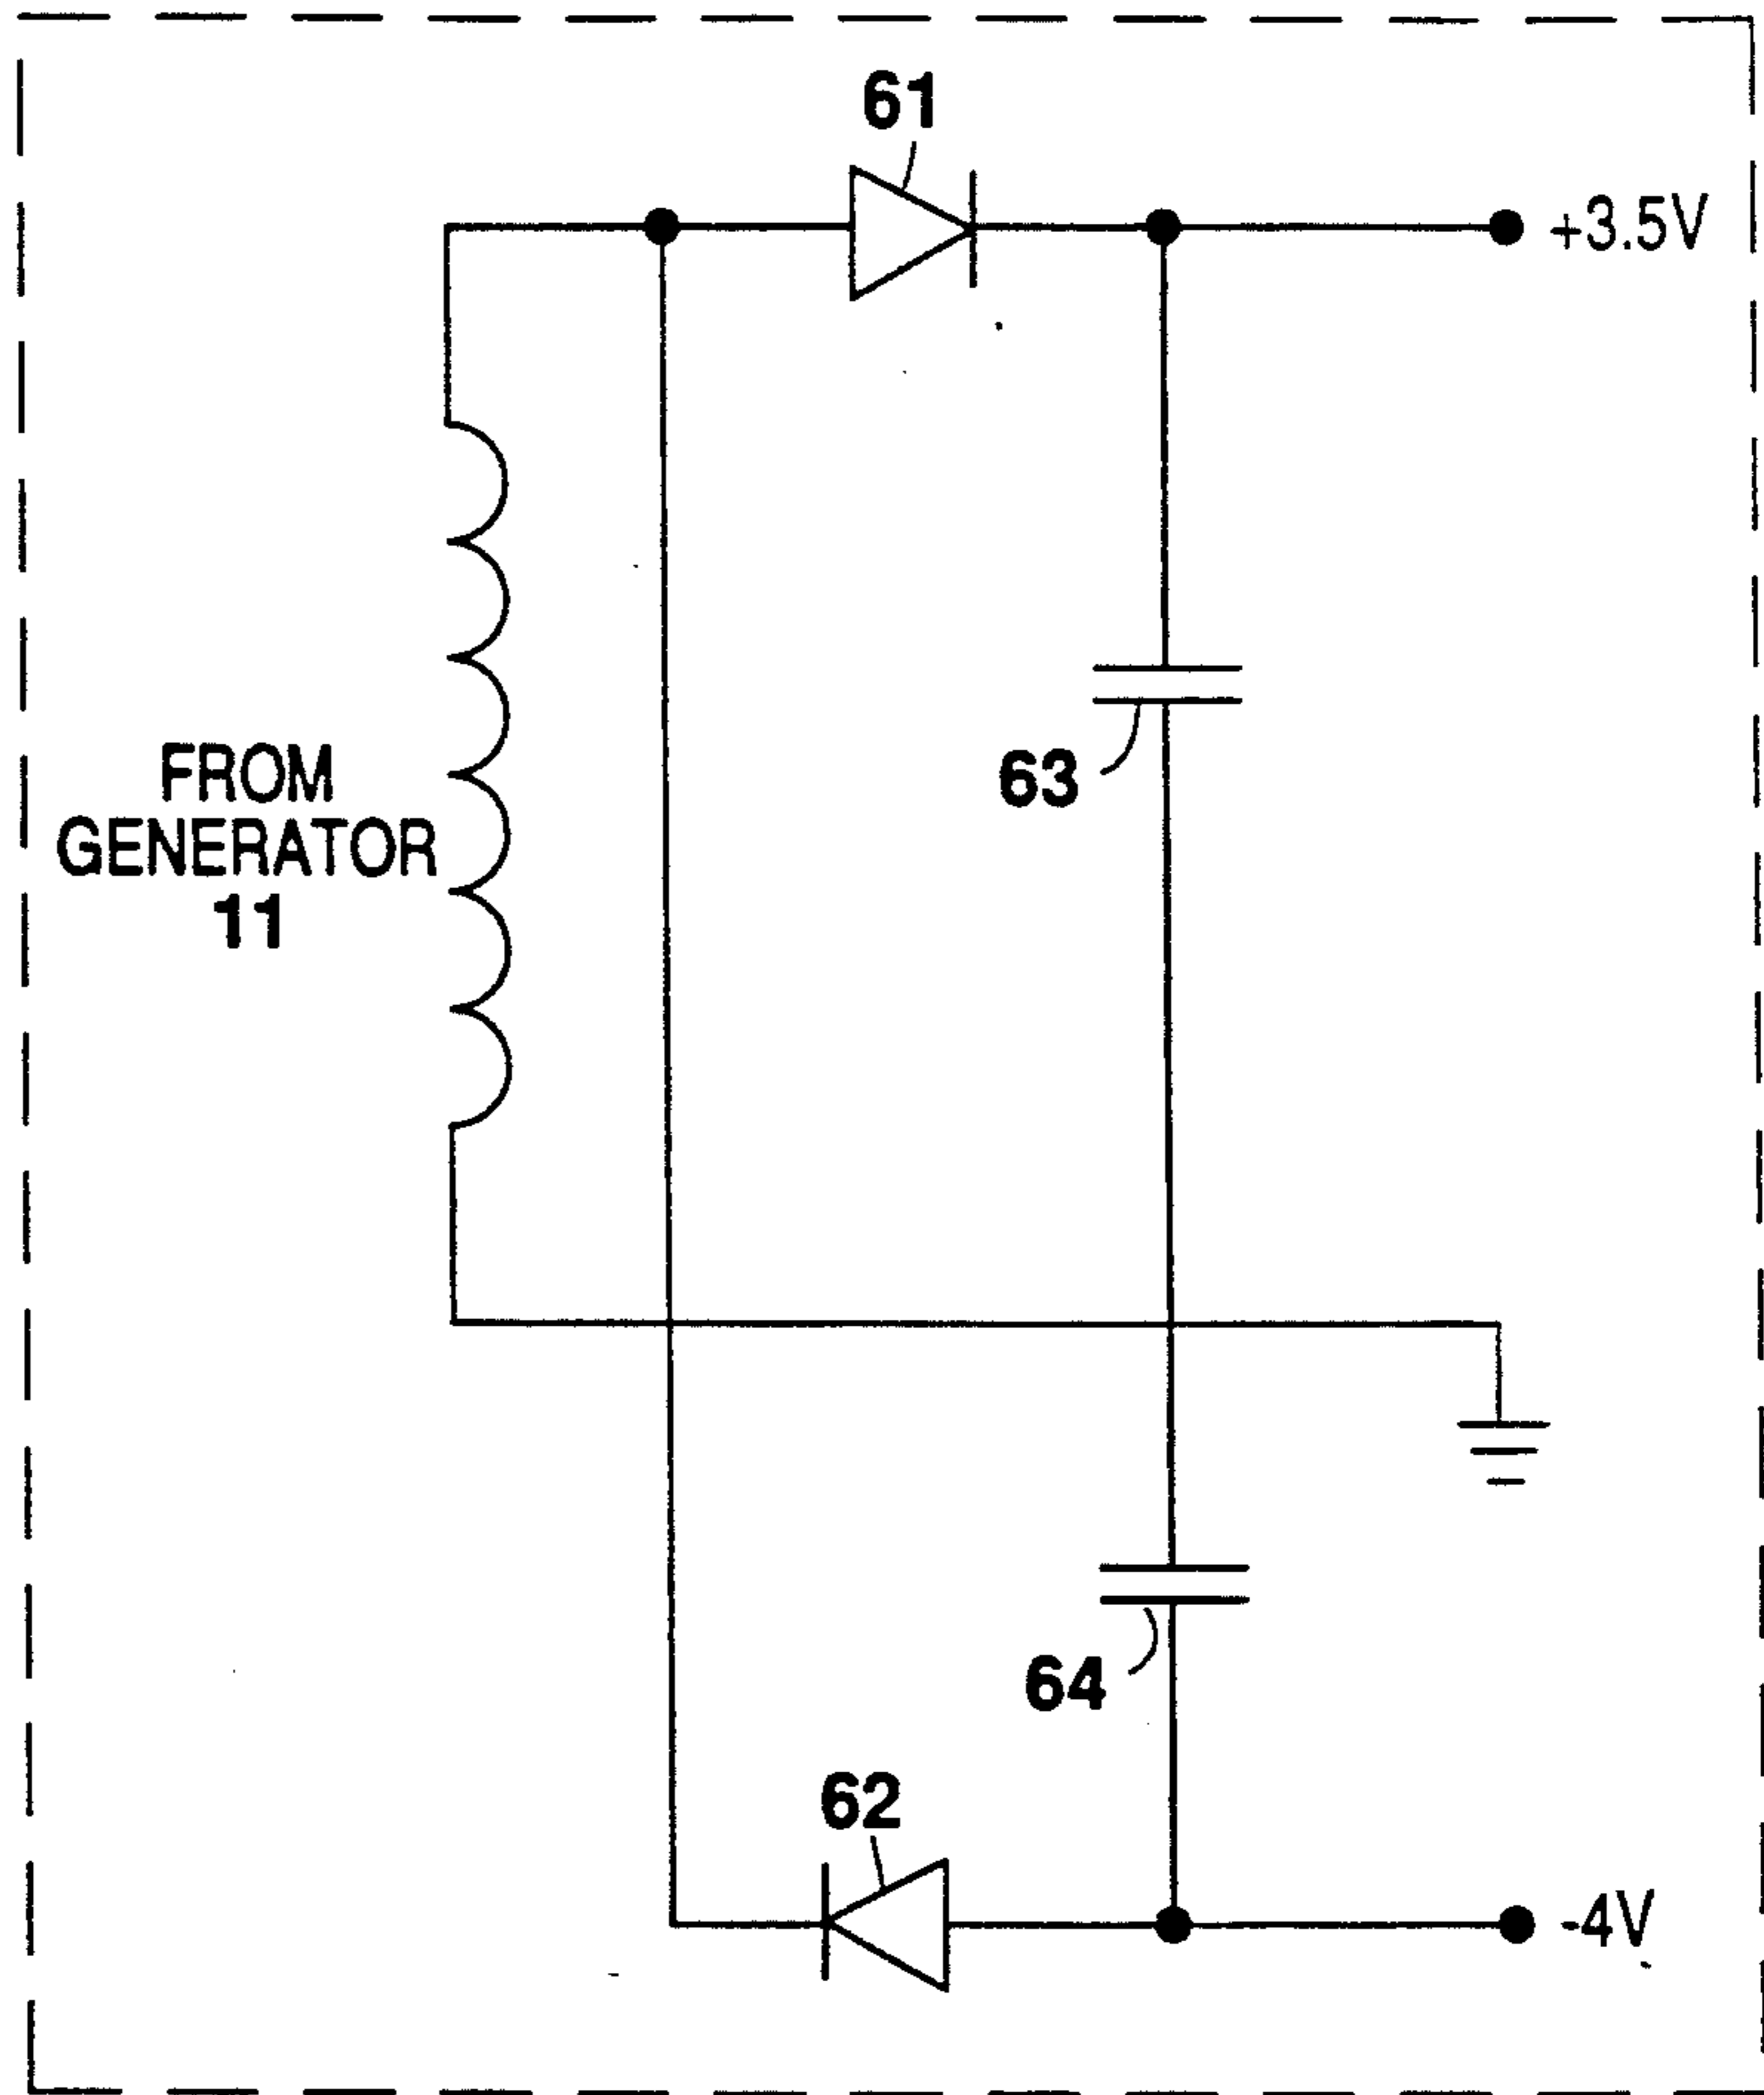 61
+3.5V
63
FROM
GENERATOR
11
64
62
-4V